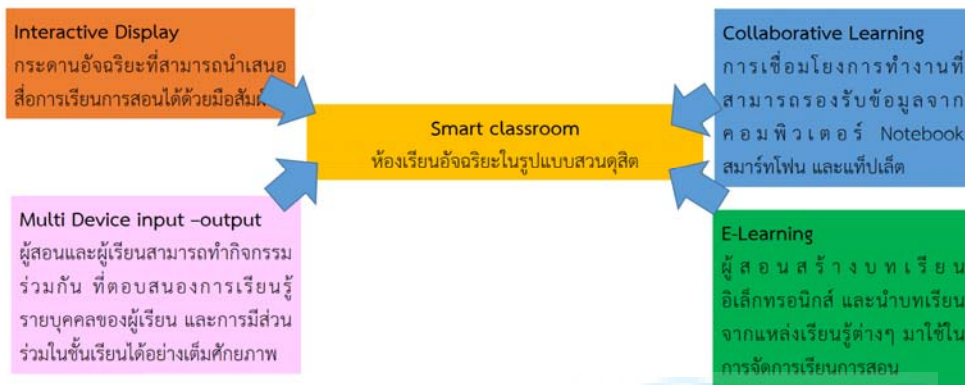 Interactive Display
กระดานอัจฉริยะที่สามารถนำเสนอ
สื่อการเรียนการสอนได้ด้วยมือสัมผัส
Collaborative Learning
การเชื่อมโยงการทำงานที่
สามารถรองรับข้อมูลจาก
คอมพิวเตอร์ Notebook
สมาร์ทโฟน และแท็ปเล็ต
Smart classroom
ห้องเรียนอัจฉริยะในรูปแบบสวนดุสิต
Multi Device input –output
ผู้สอนและผู้เรียนสามารถทำกิจกรรม
ร่วมกัน ที่ตอบสนองการเรียนรู้
รายบุคคลของผู้เรียน และการมีส่วน
ร่วมในชั้นเรียนได้อย่างเต็มศักยภาพ
E-Learning
ผู้สอนสร้างบทเรียน
อิเล็กทรอนิกส์ และนำบทเรียน
จากแหล่งเรียนรู้ต่างๆ มาใช้ใน
การจัดการเรียนการสอน